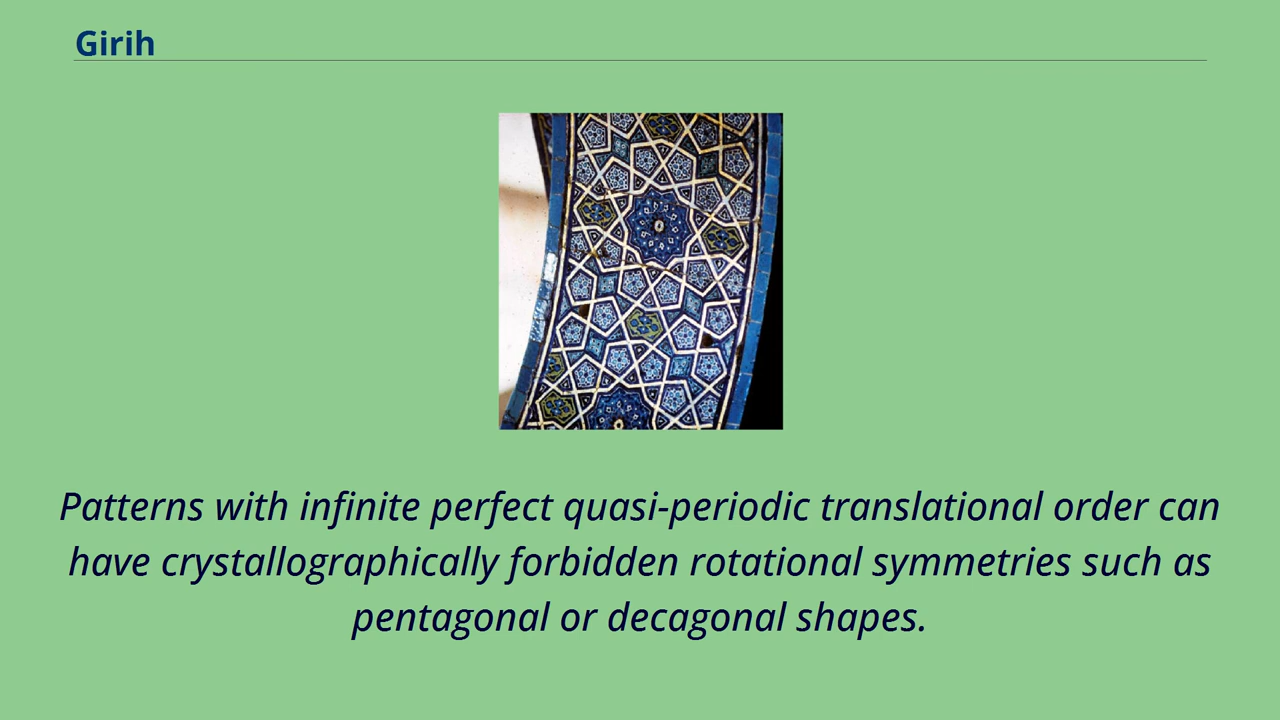 Girih
Patterns with infinite perfect quasi-periodic translational order can
have crystallographically forbidden rotational symmetries such as
pentagonal or decagonal shapes.